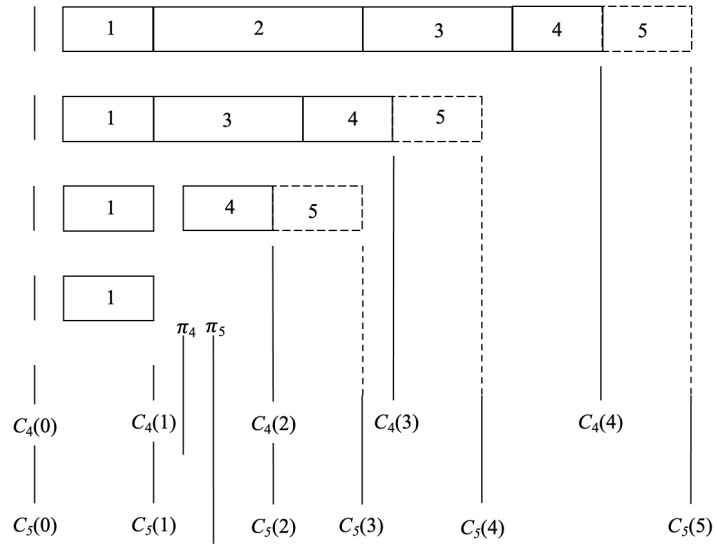 1 2 3 4 5
1 3 4 5
1 4 5
1
π₄ π₅
C₄(0) C₄(1) C₄(2) C₄(3) C₄(4)
C₅(0) C₅(1) C₅(2) C₅(3) C₅(4) C₅(5)